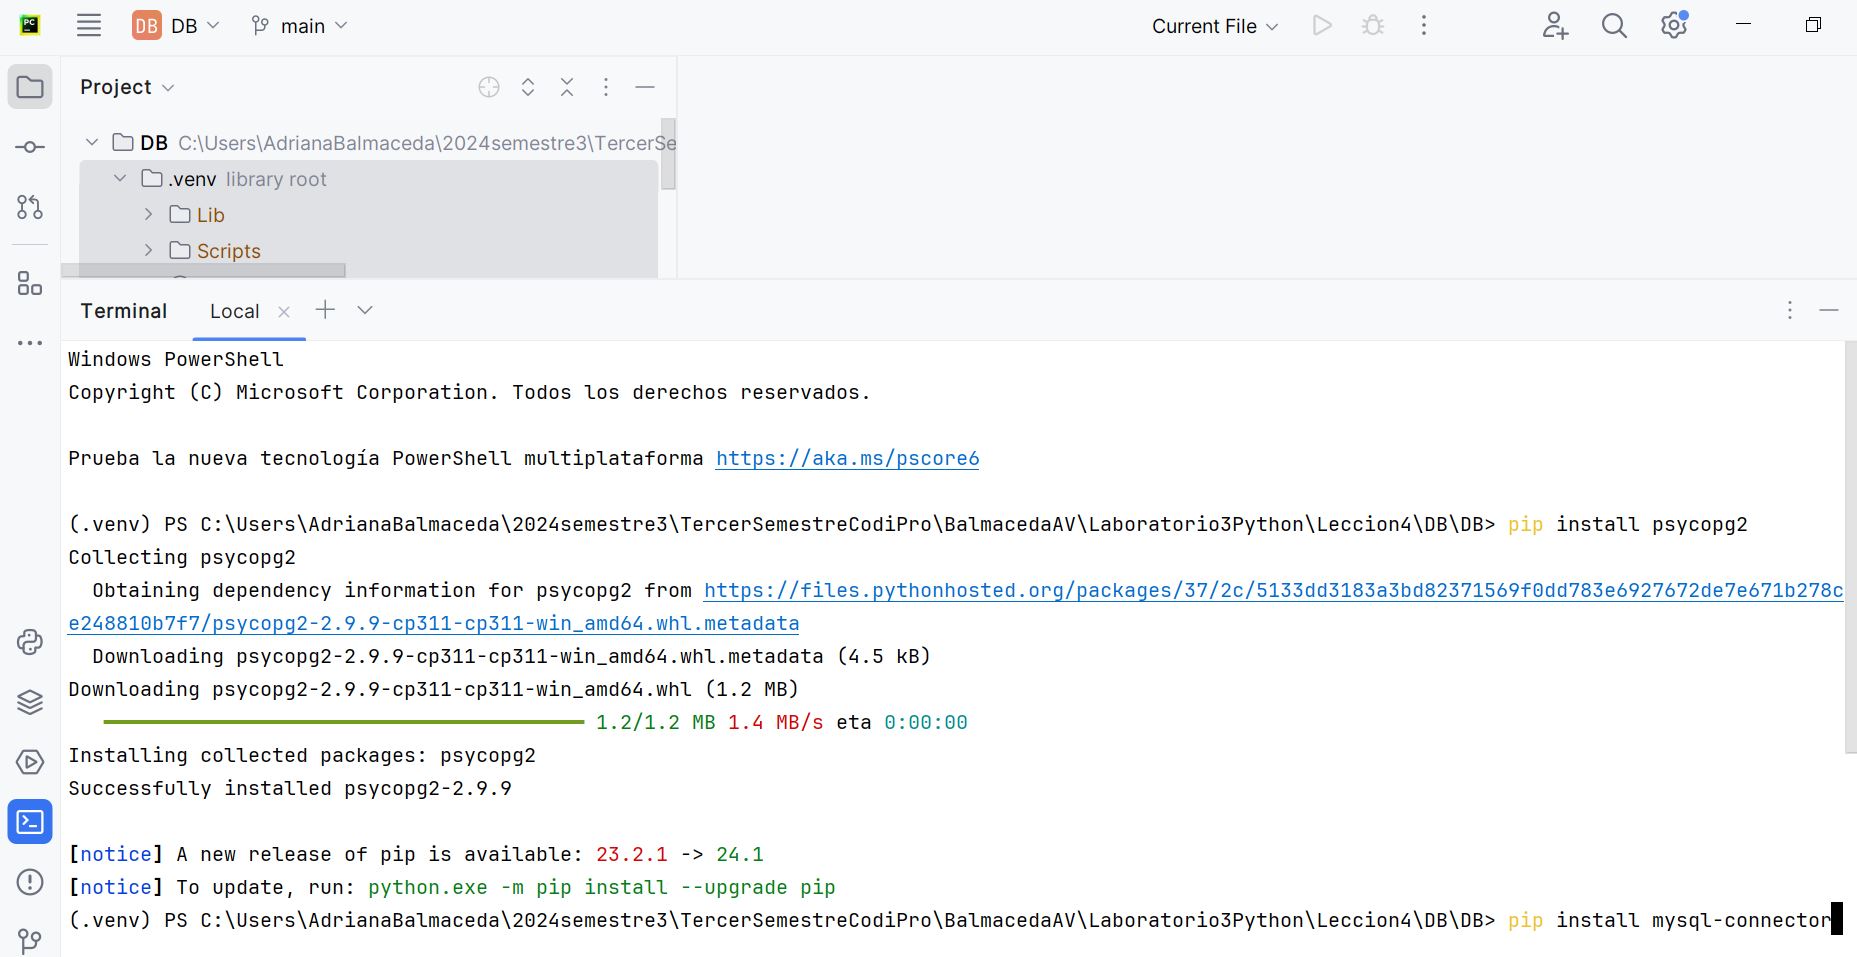 PC
DB DB main Current File
Project
DB C:\Users\AdrianaBalmaceda\2024semestre3\TercerSe
.venv library root
Lib
Scripts
Terminal Local
Windows PowerShell
Copyright (C) Microsoft Corporation. Todos los derechos reservados.
Prueba la nueva tecnología PowerShell multiplataforma https://aka.ms/pscore6
(.venv) PS C:\Users\AdrianaBalmaceda\2024semestre3\TercerSemestreCodiPro\BalmacedaAV\Laboratorio3Python\Leccion4\DB\DB> pip install psycopg2
Collecting psycopg2
Obtaining dependency information for psycopg2 from https://files.pythonhosted.org/packages/37/2c/5133dd3183a3bd82371569f0dd783e6927672de7e671b278c
e248810b7f7/psycopg2-2.9.9-cp311-cp311-win_amd64.whl.metadata
Downloading psycopg2-2.9.9-cp311-cp311-win_amd64.whl.metadata (4.5 kB)
Downloading psycopg2-2.9.9-cp311-cp311-win_amd64.whl (1.2 MB)
1.2/1.2 MB 1.4 MB/s eta 0:00:00
Installing collected packages: psycopg2
Successfully installed psycopg2-2.9.9
[notice] A new release of pip is available: 23.2.1 -> 24.1
[notice] To update, run: python.exe -m pip install --upgrade pip
(.venv) PS C:\Users\AdrianaBalmaceda\2024semestre3\TercerSemestreCodiPro\BalmacedaAV\Laboratorio3Python\Leccion4\DB\DB> pip install mysql-connector